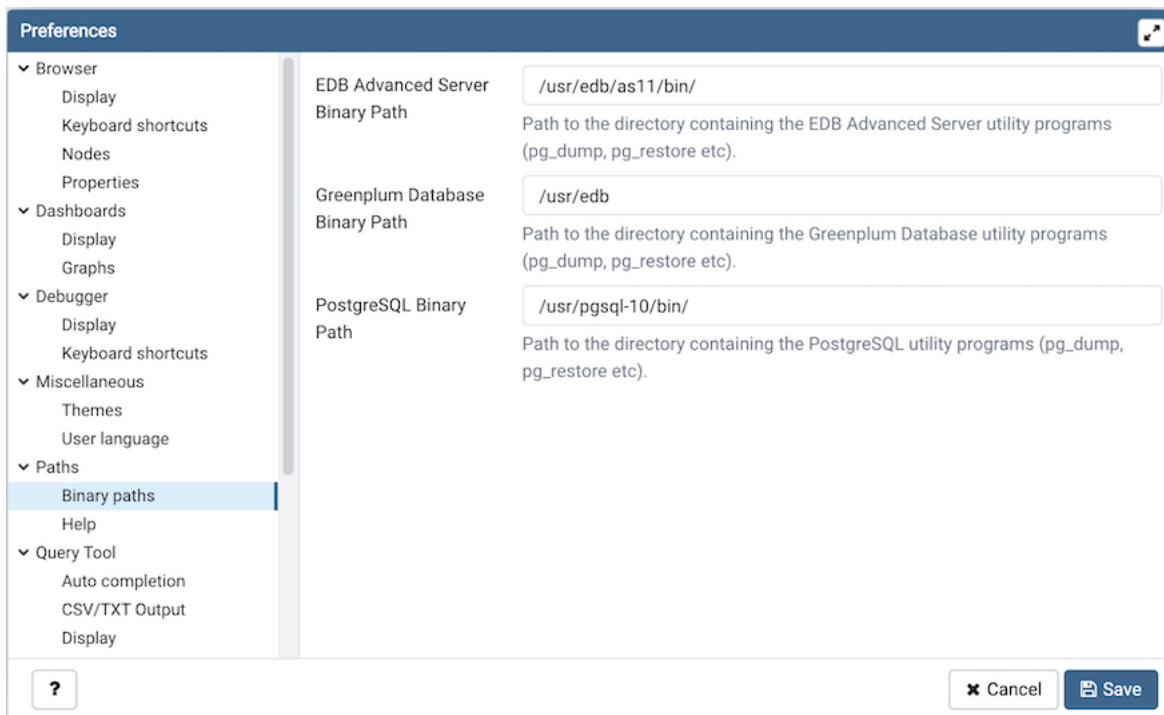 Preferences
Browser
Display
Keyboard shortcuts
Nodes
Properties
Dashboards
Display
Graphs
Debugger
Display
Keyboard shortcuts
Miscellaneous
Themes
User language
Paths
Binary paths
Help
Query Tool
Auto completion
CSV/TXT Output
Display
EDB Advanced Server
Binary Path
/usr/edb/as11/bin/
Path to the directory containing the EDB Advanced Server utility programs
(pg_dump, pg_restore etc).
Greenplum Database
Binary Path
/usr/edb
Path to the directory containing the Greenplum Database utility programs
(pg_dump, pg_restore etc).
PostgreSQL Binary
Path
/usr/pgsql-10/bin/
Path to the directory containing the PostgreSQL utility programs (pg_dump,
pg_restore etc).
?
Cancel
Save